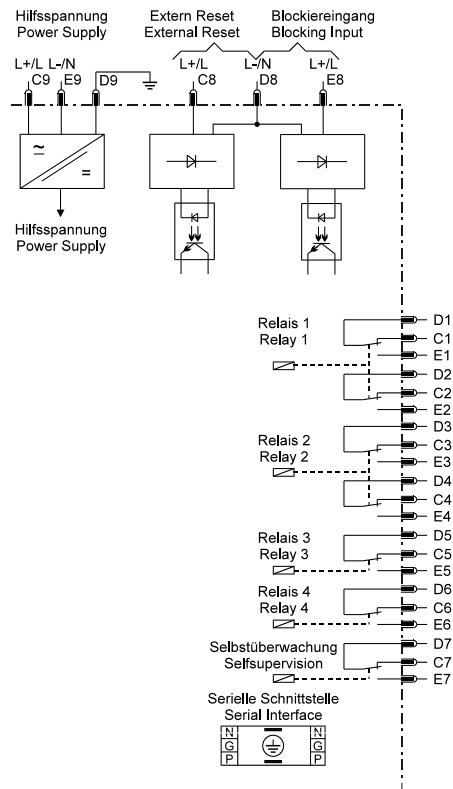 Hilfsspannung
Power Supply
Extern Reset
External Reset
Blockiereingang
Blocking Input
L+/L L-/N
C9 E9 D9
L+/L L-/N L+/L
C8 D8 E8
~
=
Hilfsspannung
Power Supply
Relais 1
Relay 1
D1
C1
E1
D2
C2
E2
Relais 2
Relay 2
D3
C3
E3
D4
C4
E4
Relais 3
Relay 3
D5
C5
E5
Relais 4
Relay 4
D6
C6
E6
Selbstüberwachung
Selfsupervision
D7
C7
E7
Serielle Schnittstelle
Serial Interface
N N
G G
P P